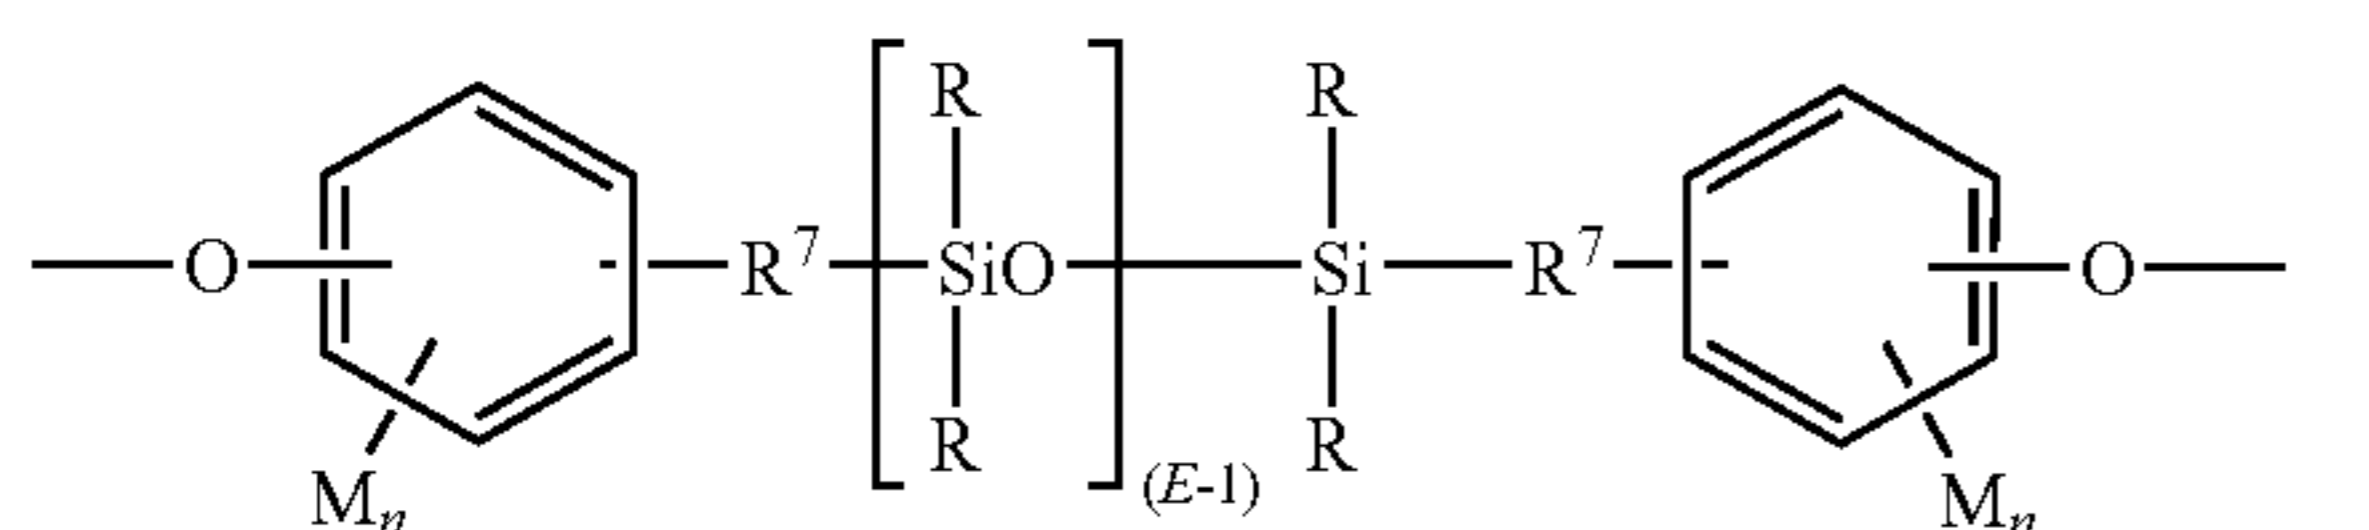 R R
O R⁷ SiO Si R⁷ O
R R
(E-1)
Mₙ Mₙ